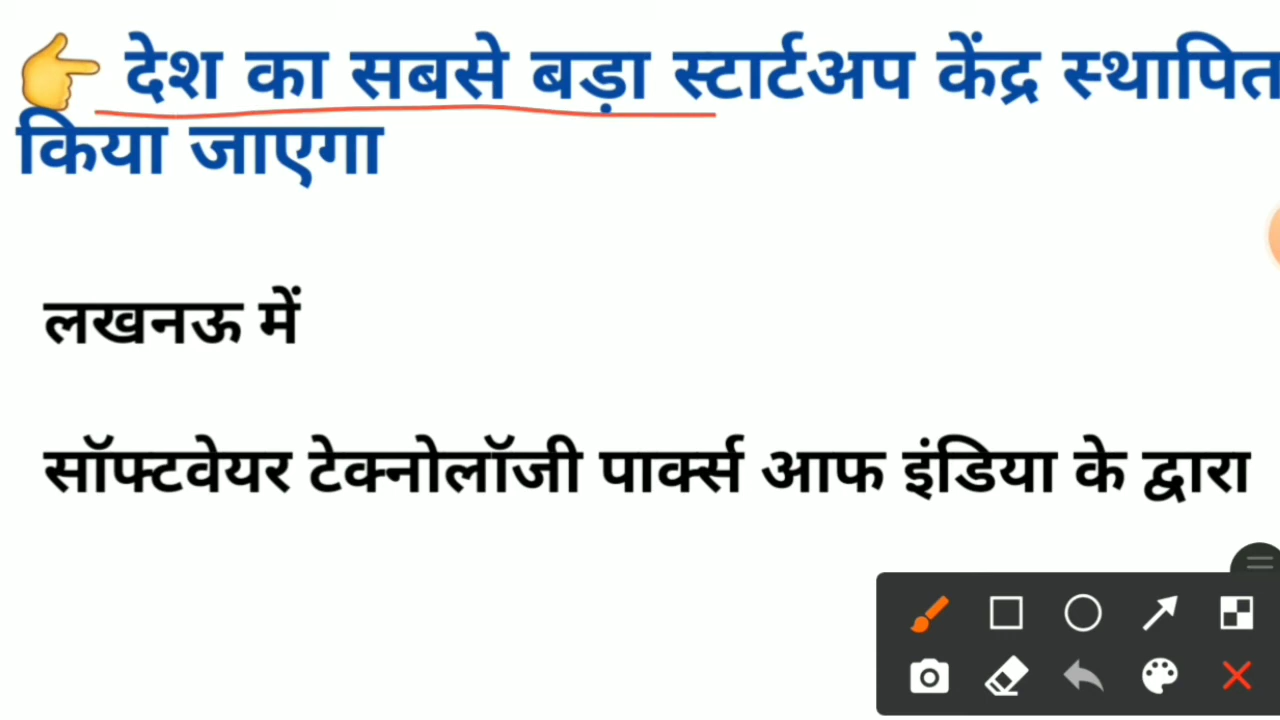 👉 देश का सबसे बड़ा स्टार्टअप केंद्र स्थापित
किया जाएगा
लखनऊ में
सॉफ्टवेयर टेक्नोलॉजी पार्क्स आफ इंडिया के द्वारा